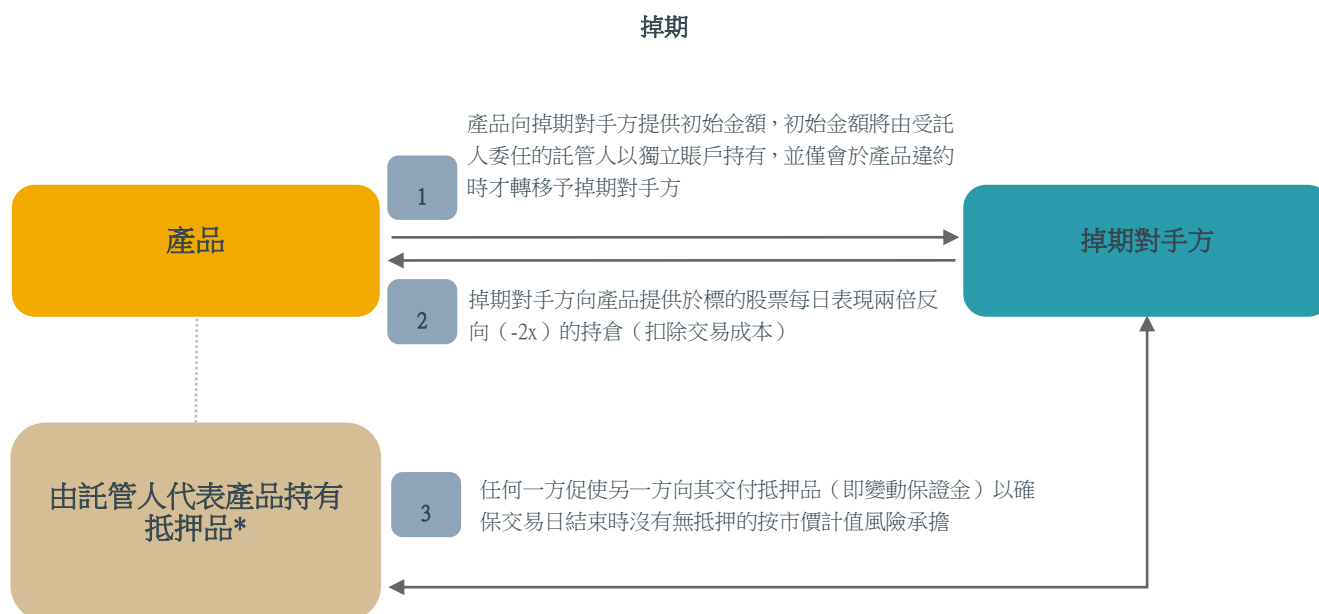 掉期
產品向掉期對手方提供初始金額，初始金額將由受託
人委任的託管人以獨立賬戶持有，並僅會於產品違約
時才轉移予掉期對手方
1
產品
掉期對手方
2
掉期對手方向產品提供於標的股票每日表現兩倍反
向（-2x）的持倉（扣除交易成本）
由託管人代表產品持有
抵押品*
3
任何一方促使另一方向其交付抵押品（即變動保證金）以確
保交易日結束時沒有無抵押的按市價計值風險承擔